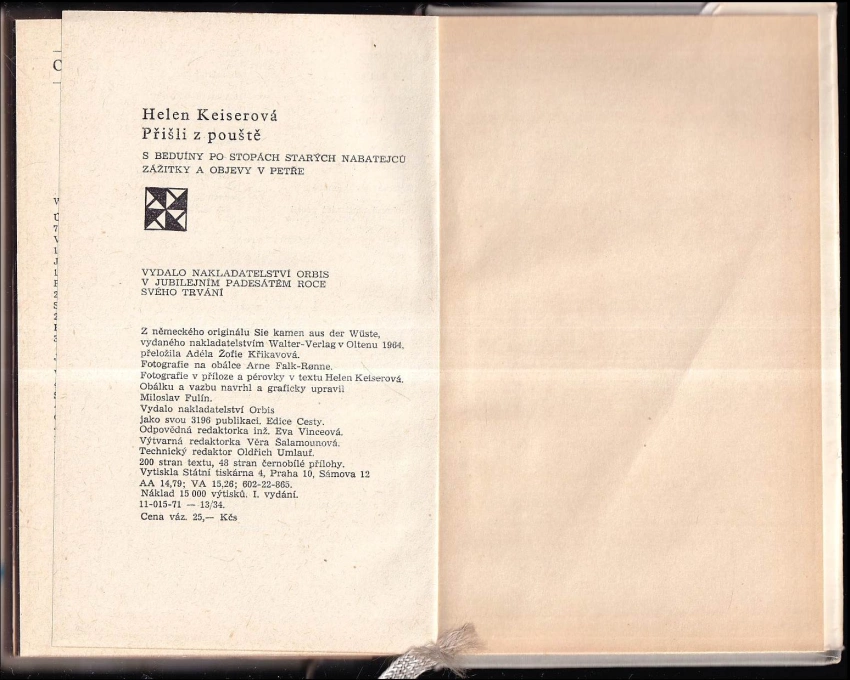 Helen Keiserová
Přišli z pouště
S BEDUÍNY PO STOPÁCH STARÝCH NABATEJCŮ
ZÁŽITKY A OBJEVY V PETŘE
VYDALO NAKLADATELSTVÍ ORBIS
V JUBILEJNÍM PADESÁTÉM ROCE
SVÉHO TRVÁNÍ
Z německého originálu Sie kamen aus der Wüste,
vydaného nakladatelstvím Walter-Verlag v Oltenu 1964,
přeložila Adéla Žofie Křikavová.
Fotografie na obálce Arne Falk-Rønne.
Fotografie v příloze a pérovky v textu Helen Keiserová.
Obálku a vazbu navrhl a graficky upravil
Miloslav Fulín.
Vydalo nakladatelství Orbis
jako svou 3196 publikaci. Edice Cesty.
Odpovědná redaktorka inž. Eva Vinceová.
Výtvarná redaktorka Věra Šalamounová.
Technický redaktor Oldřich Umlauf.
200 stran textu, 48 stran černobílé přílohy.
Vytiskla Státní tiskárna 4, Praha 10, Sámova 12
AA 14,79; VA 15,26; 602-22-865.
Náklad 15 000 výtisků. I. vydání.
11-015-71 — 13/34.
Cena váz. 25,— Kčs